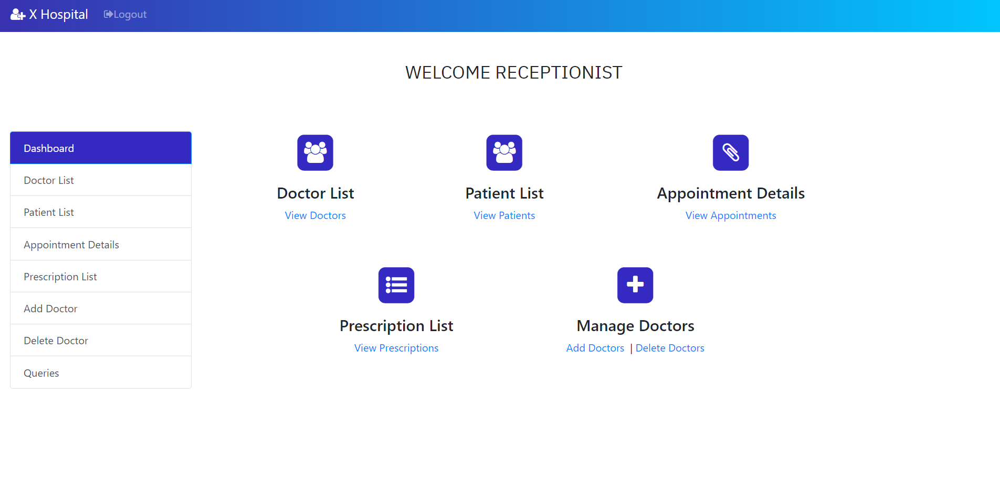 X Hospital Logout
WELCOME RECEPTIONIST
Dashboard
Doctor List
Patient List
Appointment Details
Prescription List
Add Doctor
Delete Doctor
Queries
Doctor List
View Doctors
Patient List
View Patients
Appointment Details
View Appointments
Prescription List
View Prescriptions
Manage Doctors
Add Doctors | Delete Doctors